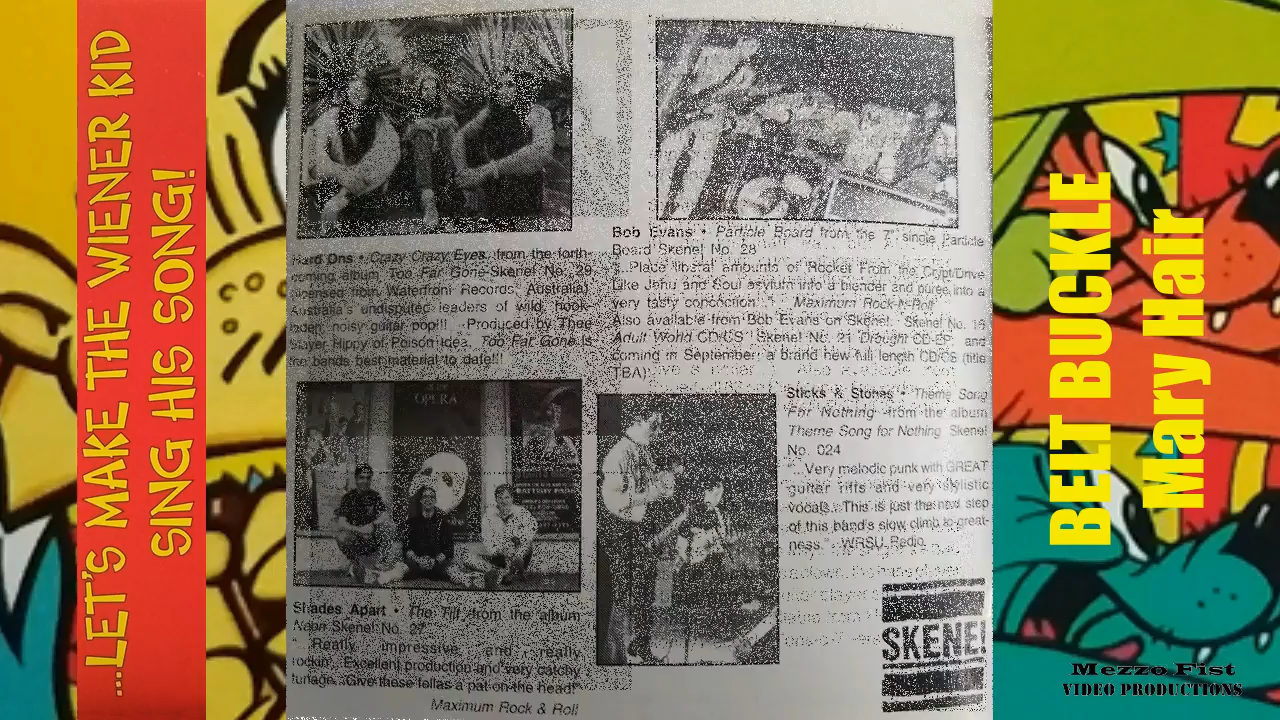 ...LET'S MAKE THE WIENER KID
SING HIS SONG!
Hard Ons
Eyes, from the forth-
coming album Too Far Gone Skene! No. 29
licensed from Waterfront records, Australia
Australia's undisputed leaders of wild
noisy guitar pop! Produced by
of Poison Idea. Too Far Gone is
the bands best material to date!!
OPERA
BATTERY PARK
Shades Apart • The Tift from the album
Neon Skene! No. 27
"...Really impressive and really
rockin'. Excellent production and very
Give these fellas a pat on the head!"
Maximum Rock & Roll
Bob Evans • Particle Board from the 7" single Particle
Board Skene! No. 28
"...Place liberal amounts of Rocket From the Crypt/Drive
Like Jehu and Soul asylum into a blender and puree into a
very tasty concoction..." Maximum Rock-n-Roll
Also available from Bob Evans on Skene! Skene! No. 15
Adult World CD/CS Skene! No. 21 Drought CD-EP, and
coming in September: a brand new full length CD/CS (title
TBA)
Sticks & Stones • Theme Song
For Nothing from the album
Theme Song for Nothing Skene!
No. 024
"...Very melodic punk with GREAT
guitar riffs and very stylistic
vocals. This is just the next step
of this band's slow climb to great-
ness." WRSU Radio
SKENE!
BELT BUCKLE
Mary Hair
Mezzo Fist
VIDEO PRODUCTIONS